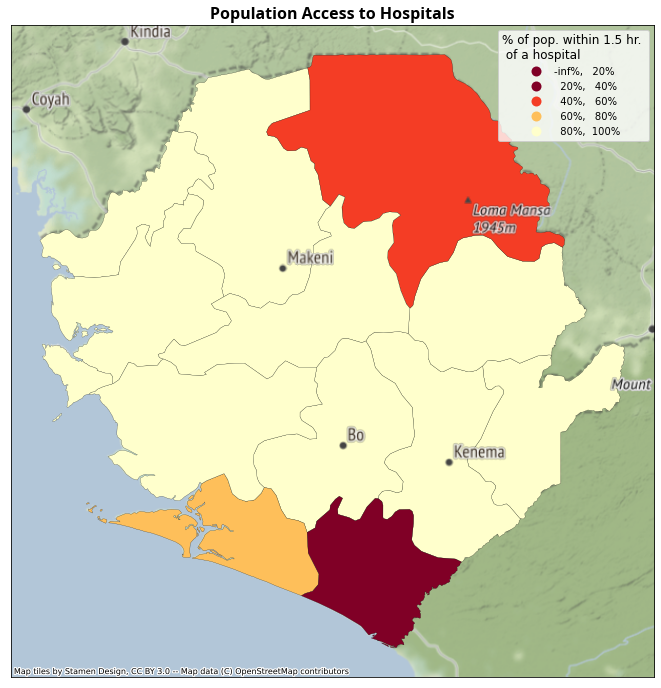 Population Access to Hospitals
Kindia
% of pop. within 1.5 hr.
of a hospital
-inf%, 20%
20%, 40%
40%, 60%
60%, 80%
80%, 100%
Coyah
Loma Mansa
1945m
Makeni
Mount
Bo
Kenema
Map tiles by Stamen Design, CC BY 3.0 -- Map data (C) OpenStreetMap contributors